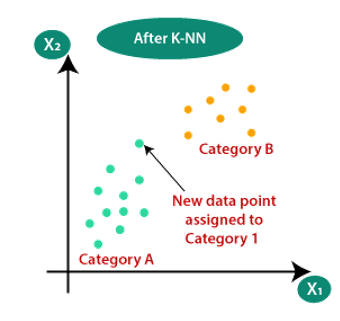 After K-NN
X₂
Category B
New data point
assigned to
Category 1
Category A
X₁